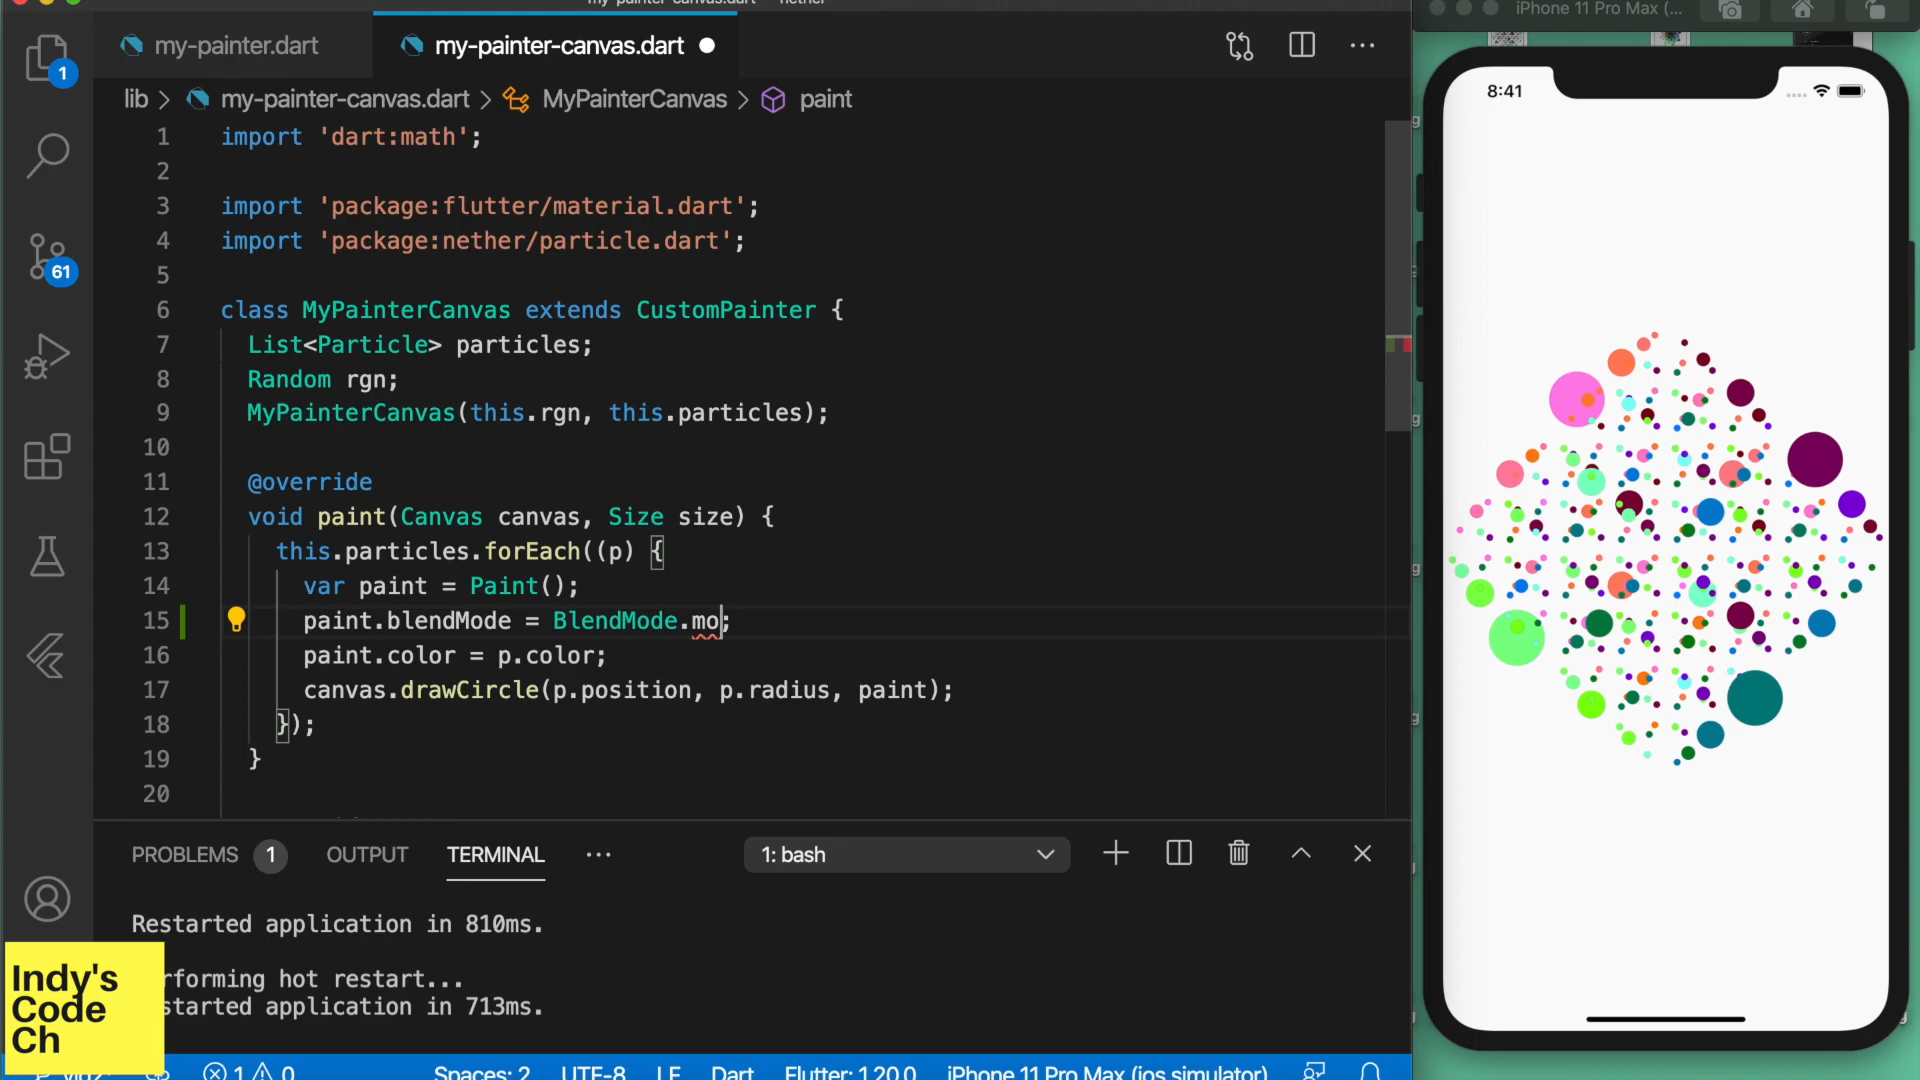 my-painter-canvas.dart — nether
iPhone 11 Pro Max (...
1
my-painter.dart
my-painter-canvas.dart
lib > my-painter-canvas.dart > MyPainterCanvas > paint
8:41
1 import 'dart:math';
2
3 import 'package:flutter/material.dart';
4 import 'package:nether/particle.dart';
5
6 class MyPainterCanvas extends CustomPainter {
7 List<Particle> particles;
8 Random rgn;
9 MyPainterCanvas(this.rgn, this.particles);
10
11 @override
12 void paint(Canvas canvas, Size size) {
13 this.particles.forEach((p) {
14 var paint = Paint();
15 paint.blendMode = BlendMode.mo;
16 paint.color = p.color;
17 canvas.drawCircle(p.position, p.radius, paint);
18 });
19 }
20
61
PROBLEMS 1 OUTPUT TERMINAL ... 1: bash
Restarted application in 810ms.
rforming hot restart...
started application in 713ms.
Indy's
Code
Ch
1 0 Spaces: 2 UTF-8 LF Dart Flutter: 1.20.0 iPhone 11 Pro Max (ios simulator)